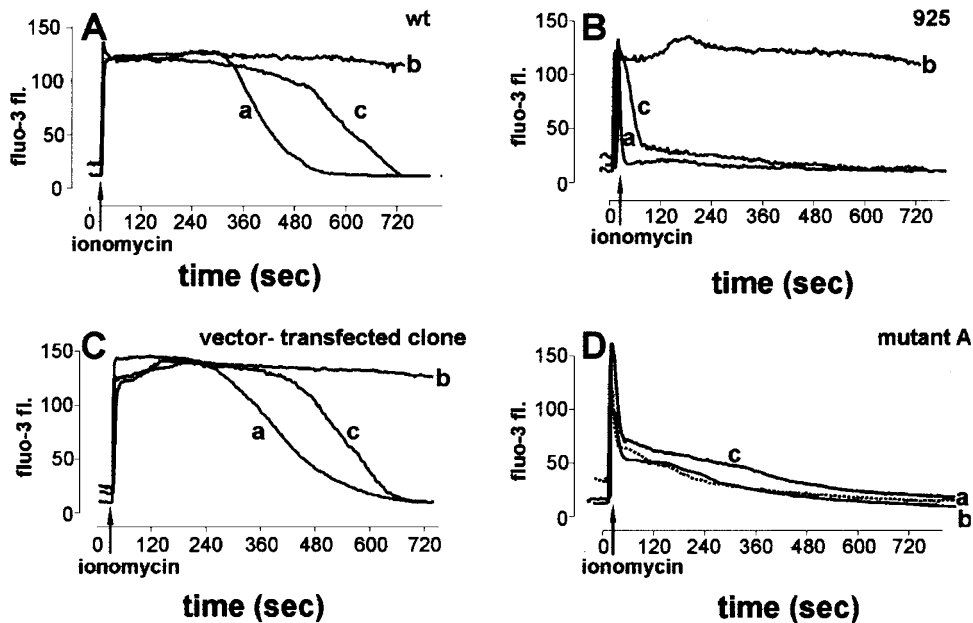 A wt
150
100
50
0
fluo-3 fl.
a
b
c
0 120 240 360 480 600 720
ionomycin
time (sec)
B 925
150
100
50
0
fluo-3 fl.
a
b
c
0 120 240 360 480 600 720
ionomycin
time (sec)
C vector- transfected clone
150
100
50
0
fluo-3 fl.
a
b
c
0 120 240 360 480 600 720
ionomycin
time (sec)
D mutant A
150
100
50
0
fluo-3 fl.
c
a
b
0 120 240 360 480 600 720
ionomycin
time (sec)